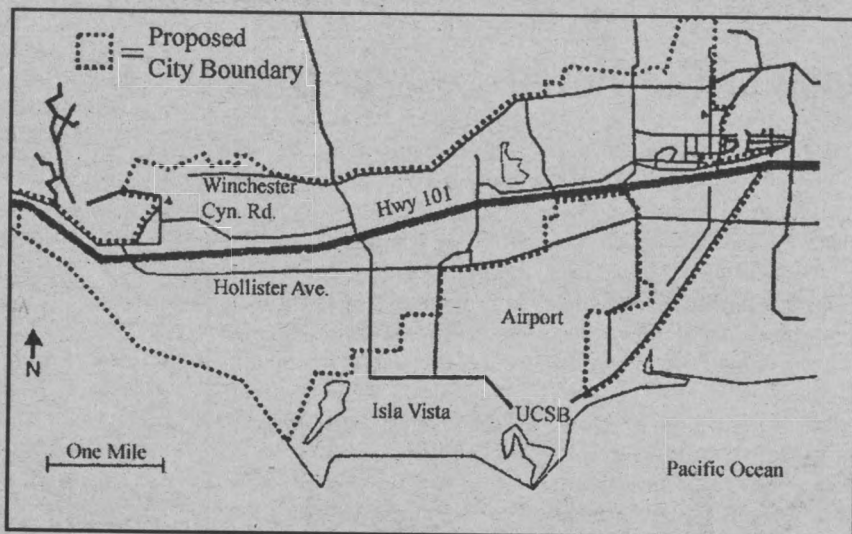 = Proposed
City Boundary
Winchester
Cyn. Rd.
Hwy 101
Hollister Ave.
Airport
N
Isla Vista
UCSB
One Mile
Pacific Ocean